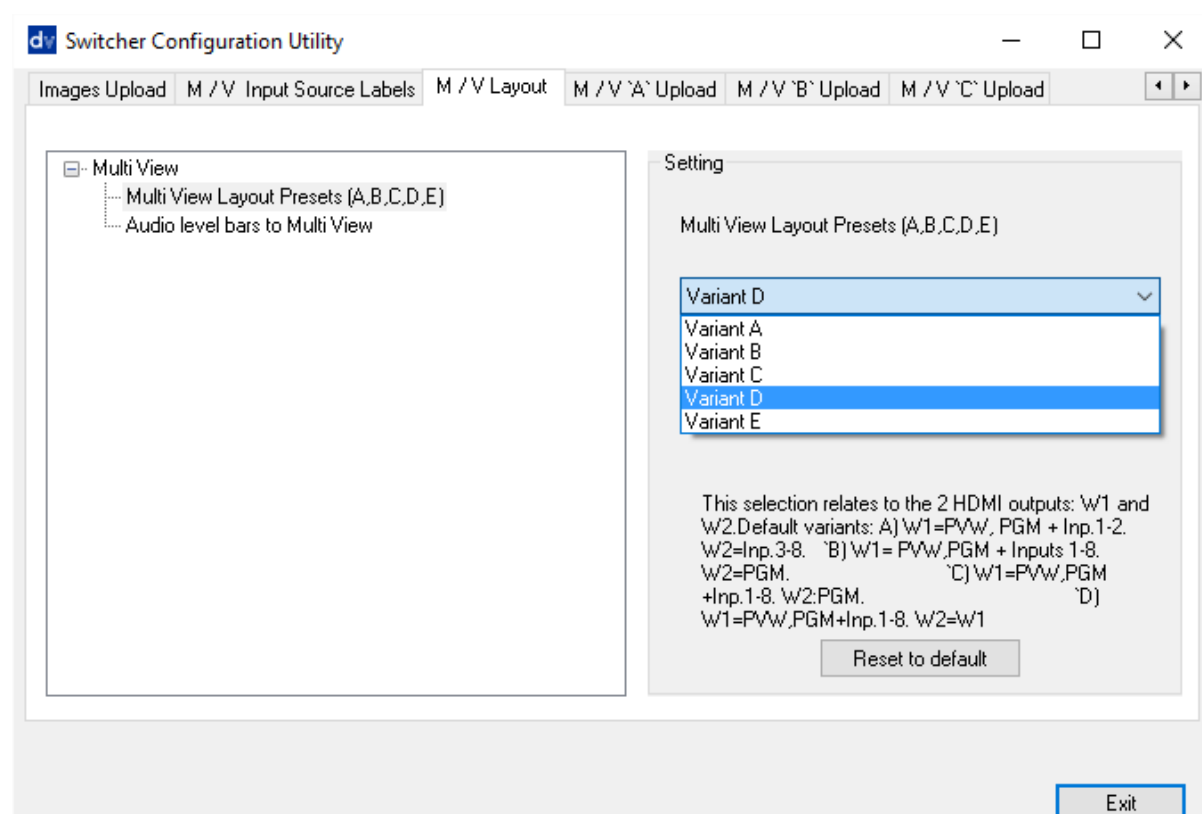 dv Switcher Configuration Utility
Images Upload M / V Input Source Labels M / V Layout M / V `A` Upload M / V `B` Upload M / V `C` Upload
Multi View
Multi View Layout Presets (A,B,C,D,E)
Audio level bars to Multi View
Setting
Multi View Layout Presets (A,B,C,D,E)
Variant D
Variant A
Variant B
Variant C
Variant D
Variant E
This selection relates to the 2 HDMI outputs: W1 and
W2.Default variants: A) W1=PVW, PGM + Inp.1-2.
W2=Inp.3-8. `B) W1= PVW,PGM + Inputs 1-8.
W2=PGM. `C) W1=PVW,PGM
+Inp.1-8. W2:PGM. `D)
W1=PVW,PGM+Inp.1-8. W2=W1
Reset to default
Exit